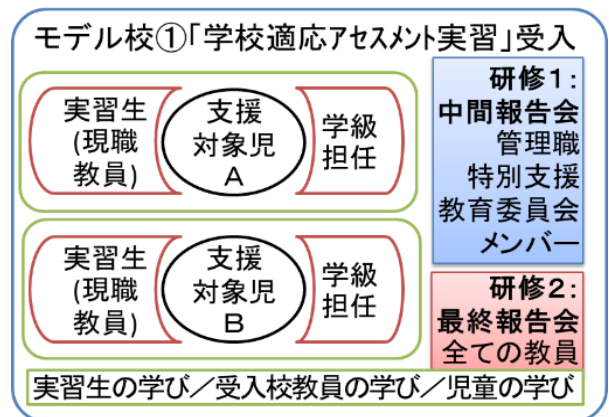 モデル校①「学校適応アセスメント実習」受入
実習生
(現職
教員)
支援
対象児
A
学級
担任
実習生
(現職
教員)
支援
対象児
B
学級
担任
研修1:
中間報告会
管理職
特別支援
教育委員会
メンバー
研修2:
最終報告会
全ての教員
実習生の学び/受入校教員の学び/児童の学び